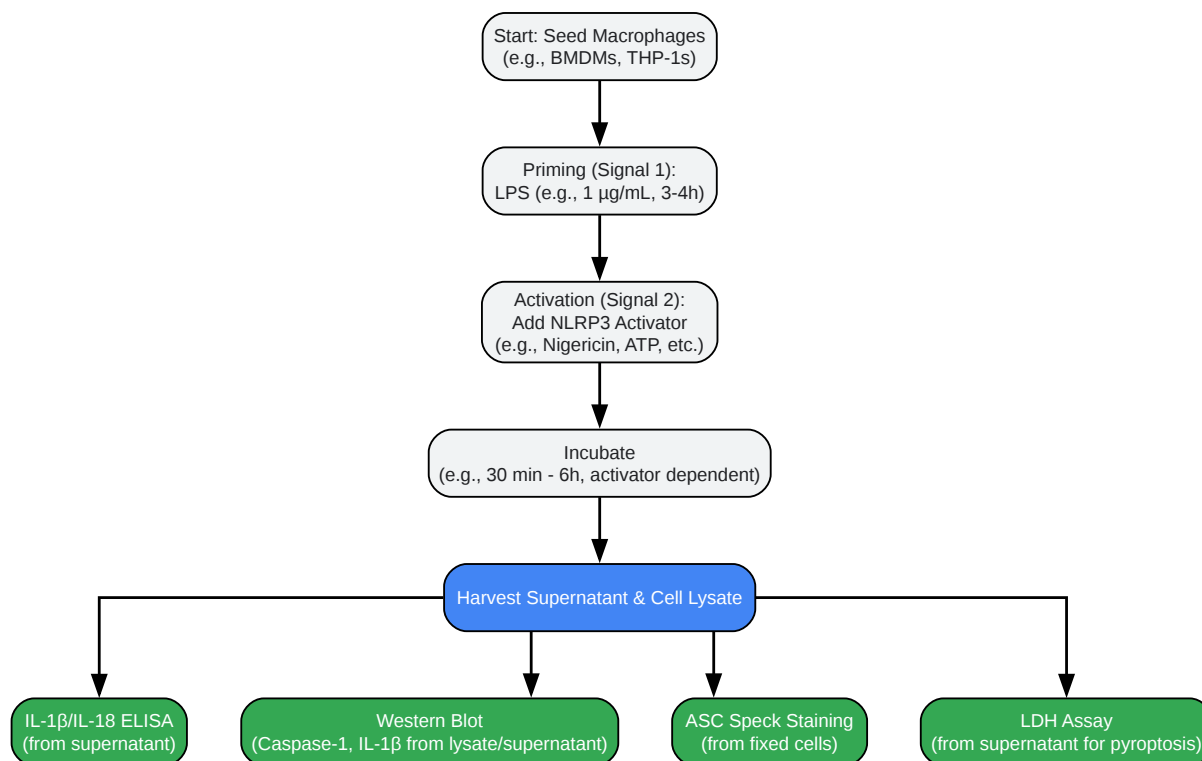 Start: Seed Macrophages
(e.g., BMDMs, THP-1s)
Priming (Signal 1):
LPS (e.g., 1 µg/mL, 3-4h)
Activation (Signal 2):
Add NLRP3 Activator
(e.g., Nigericin, ATP, etc.)
Incubate
(e.g., 30 min - 6h, activator dependent)
Harvest Supernatant & Cell Lysate
IL-1β/IL-18 ELISA
(from supernatant)
Western Blot
(Caspase-1, IL-1β from lysate/supernatant)
ASC Speck Staining
(from fixed cells)
LDH Assay
(from supernatant for pyroptosis)